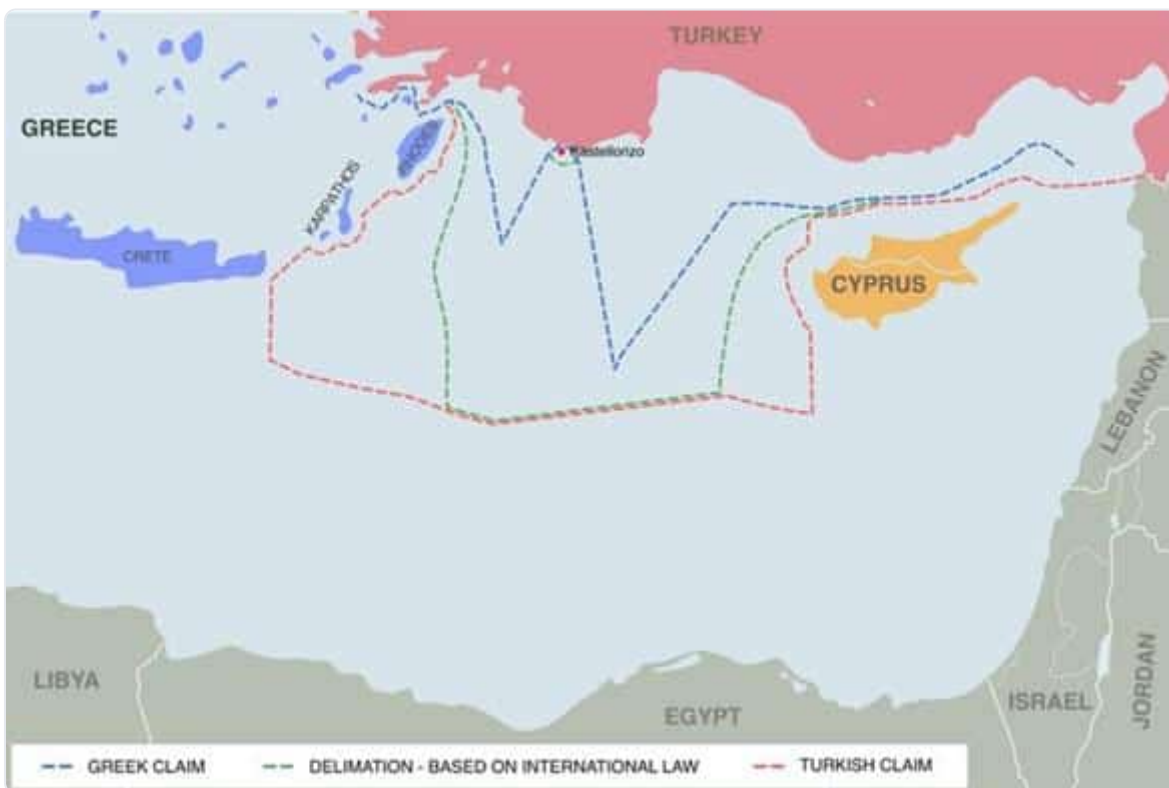 TURKEY
GREECE
Kastellorizo
RHODES
KARPATHOS
CRETE
CYPRUS
LEBANON
LIBYA
EGYPT
ISRAEL
JORDAN
GREEK CLAIM
DELIMATION - BASED ON INTERNATIONAL LAW
TURKISH CLAIM